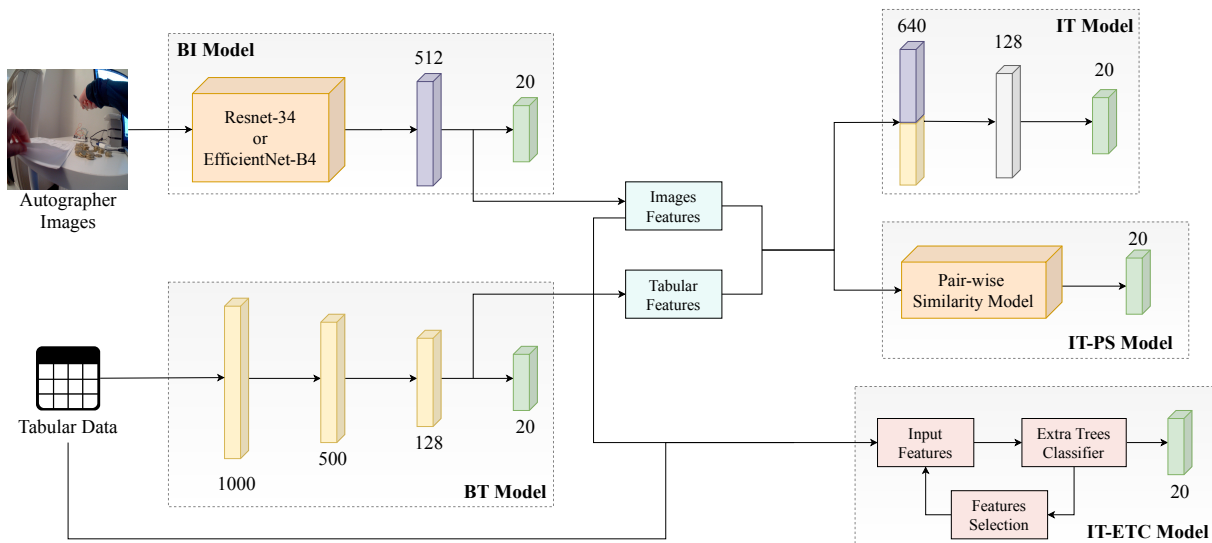 BI Model
512
20
Resnet-34
or
EfficientNet-B4
Autographer
Images
Images
Features
Tabular
Features
Tabular Data
1000
500
128
20
BT Model
IT Model
640
128
20
20
Pair-wise
Similarity Model
IT-PS Model
Input
Features
Extra Trees
Classifier
Features
Selection
20
IT-ETC Model